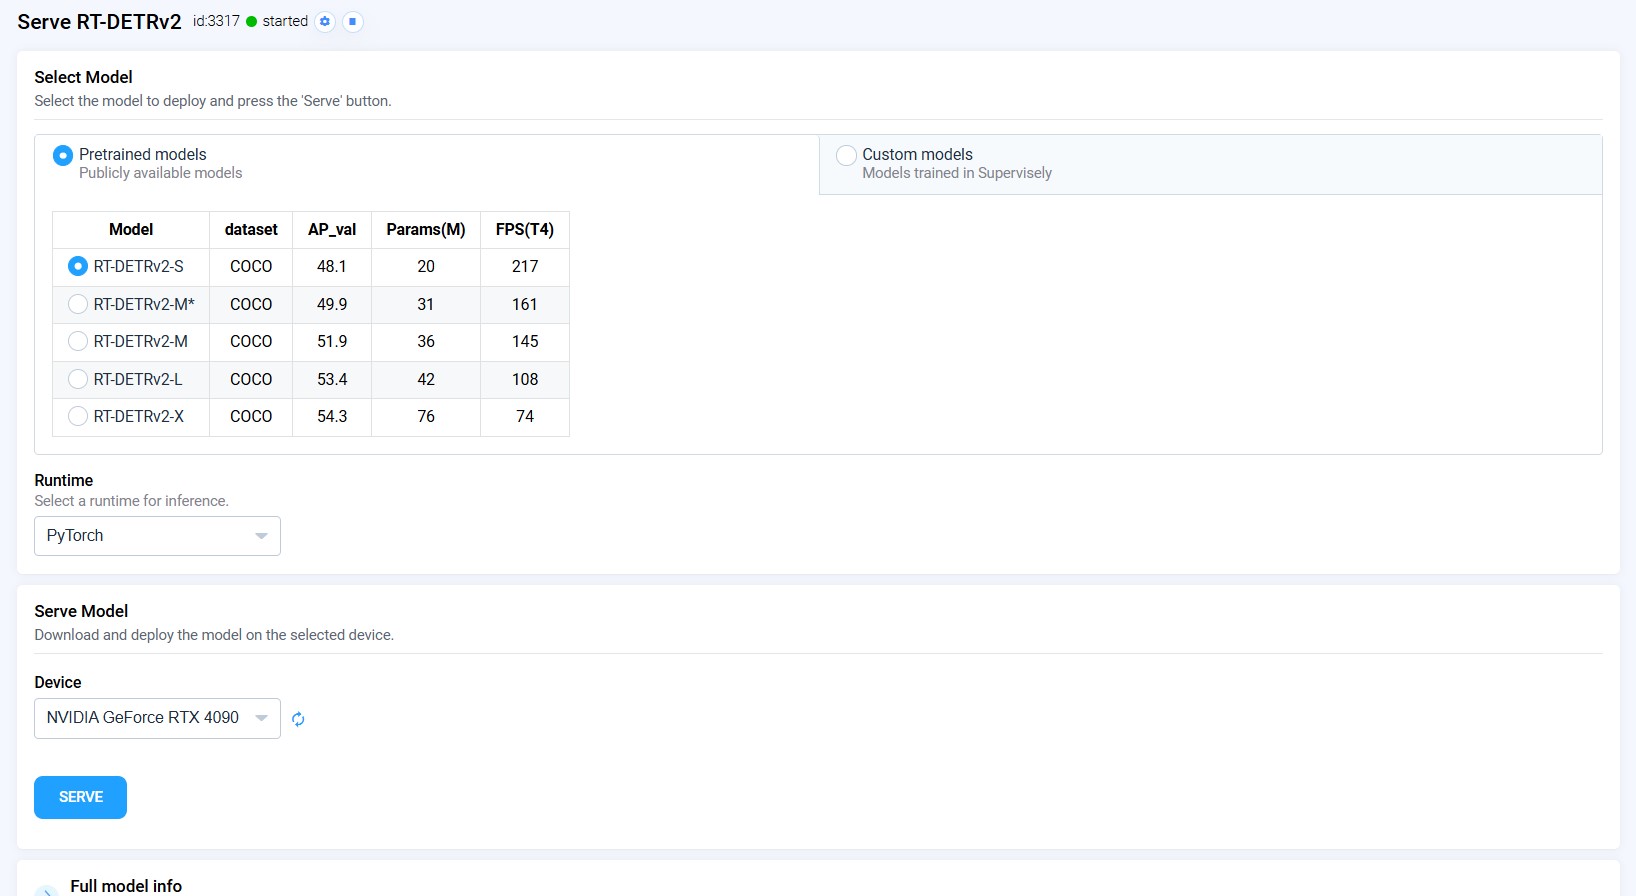 Serve RT-DETRv2 id:3317 started
Select Model
Select the model to deploy and press the 'Serve' button.
Pretrained models
Publicly available models
Custom models
Models trained in Supervisely
Model dataset AP_val Params(M) FPS(T4)
RT-DETRv2-S COCO 48.1 20 217
RT-DETRv2-M* COCO 49.9 31 161
RT-DETRv2-M COCO 51.9 36 145
RT-DETRv2-L COCO 53.4 42 108
RT-DETRv2-X COCO 54.3 76 74
Runtime
Select a runtime for inference.
PyTorch
Serve Model
Download and deploy the model on the selected device.
Device
NVIDIA GeForce RTX 4090
SERVE
Full model info